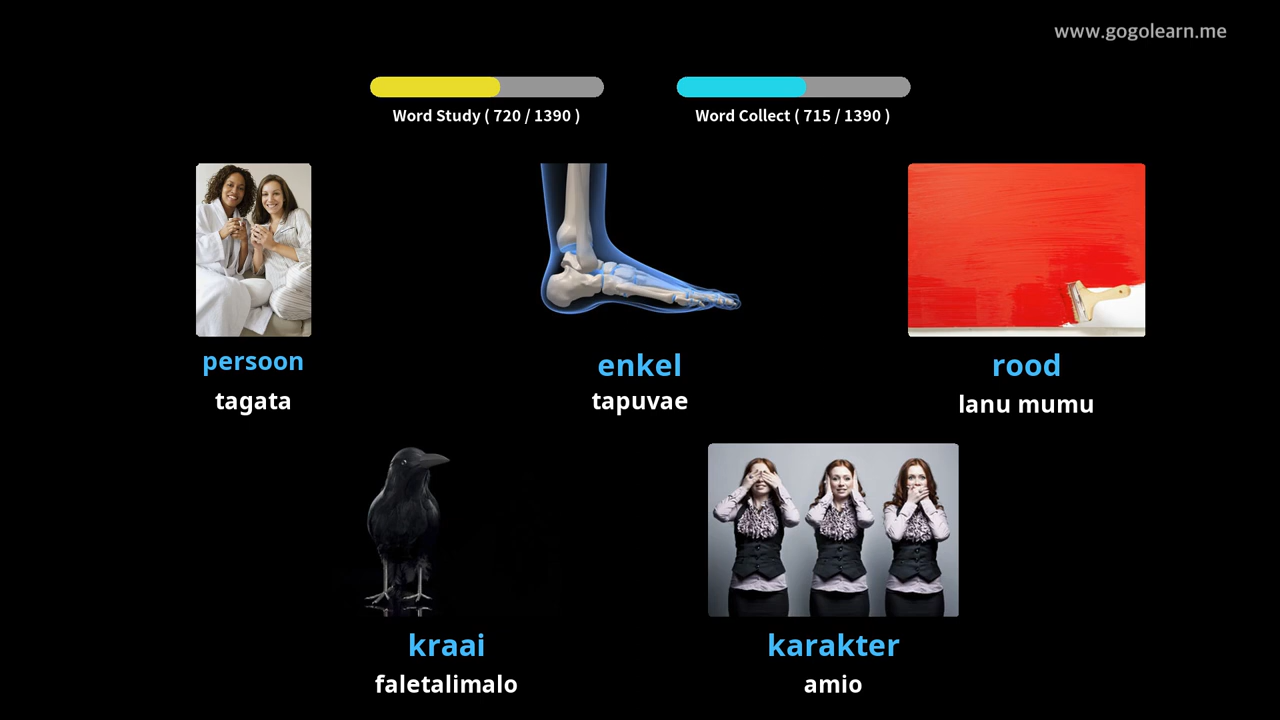 www.gogolearn.me
Word Study ( 720 / 1390 )
Word Collect ( 715 / 1390 )
persoon
tagata
enkel
tapuvae
rood
lanu mumu
kraai
faletalimalo
karakter
amio